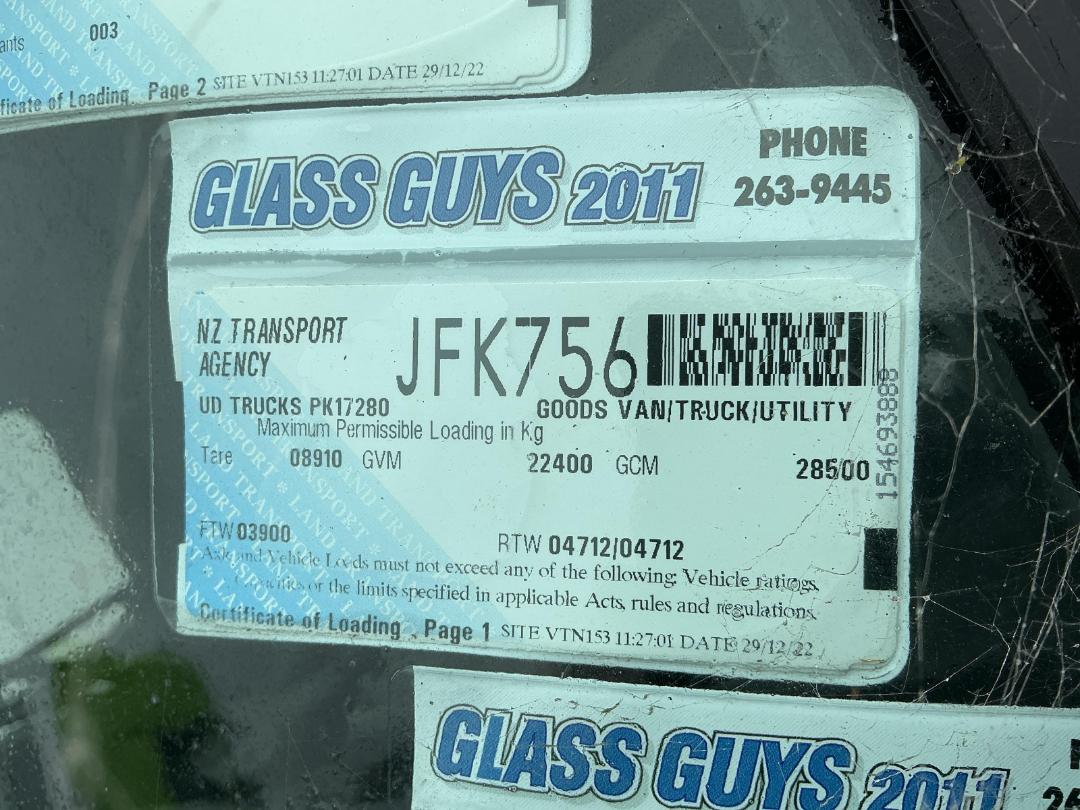 ants 003
ficate of Loading Page 2 SITE VTN153 11:27:01 DATE 29/12/22
GLASS GUYS 2011
PHONE
263-9445
NZ TRANSPORT
AGENCY
JFK756
154693888
UD TRUCKS PK17280 GOODS VAN/TRUCK/UTILITY
Maximum Permissible Loading in Kg
Tare 08910 GVM 22400 GCM 28500
FTW 03900 RTW 04712/04712
Axle and Vehicle Loads must not exceed any of the following; Vehicle ratings,
or the limits specified in applicable Acts, rules and regulations.
Certificate of Loading. Page 1 SITE VTN153 11:27:01 DATE 29/12/22
GLASS GUYS 2011